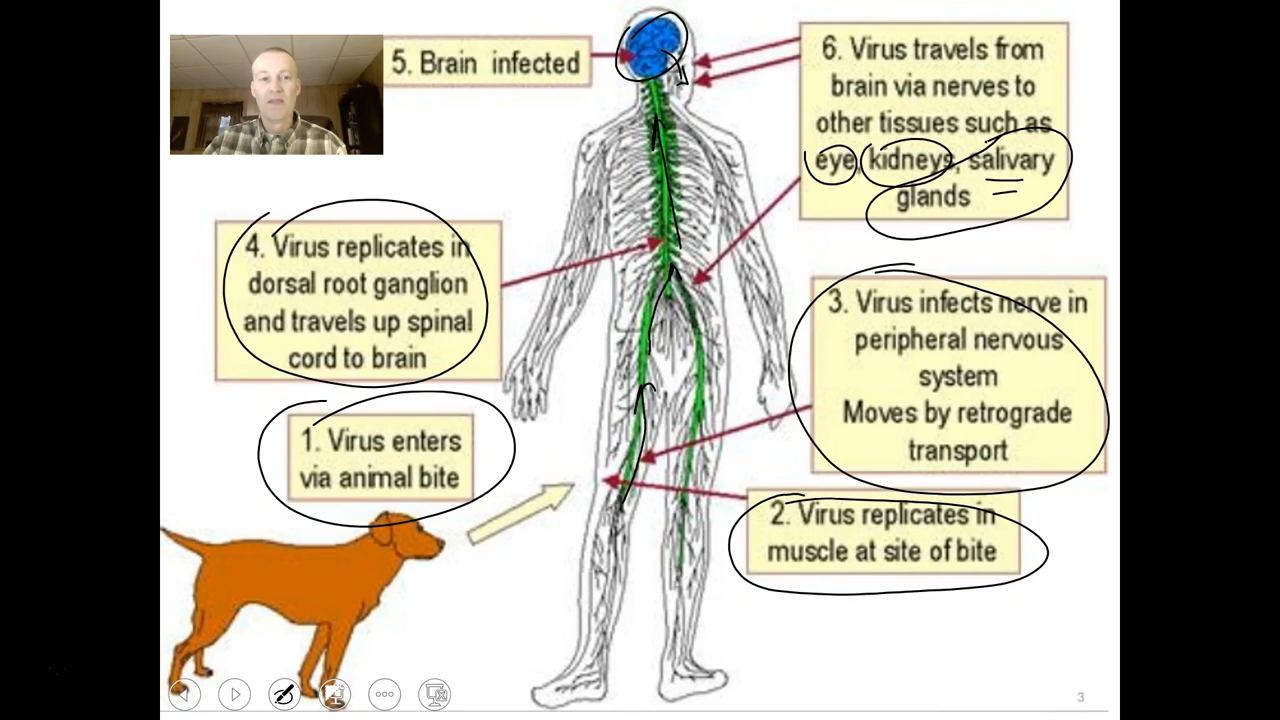 5. Brain infected
6. Virus travels from
brain via nerves to
other tissues such as
eye, kidneys, salivary
glands
4. Virus replicates in
dorsal root ganglion
and travels up spinal
cord to brain
3. Virus infects nerve in
peripheral nervous
system
Moves by retrograde
transport
1. Virus enters
via animal bite
2. Virus replicates in
muscle at site of bite
3